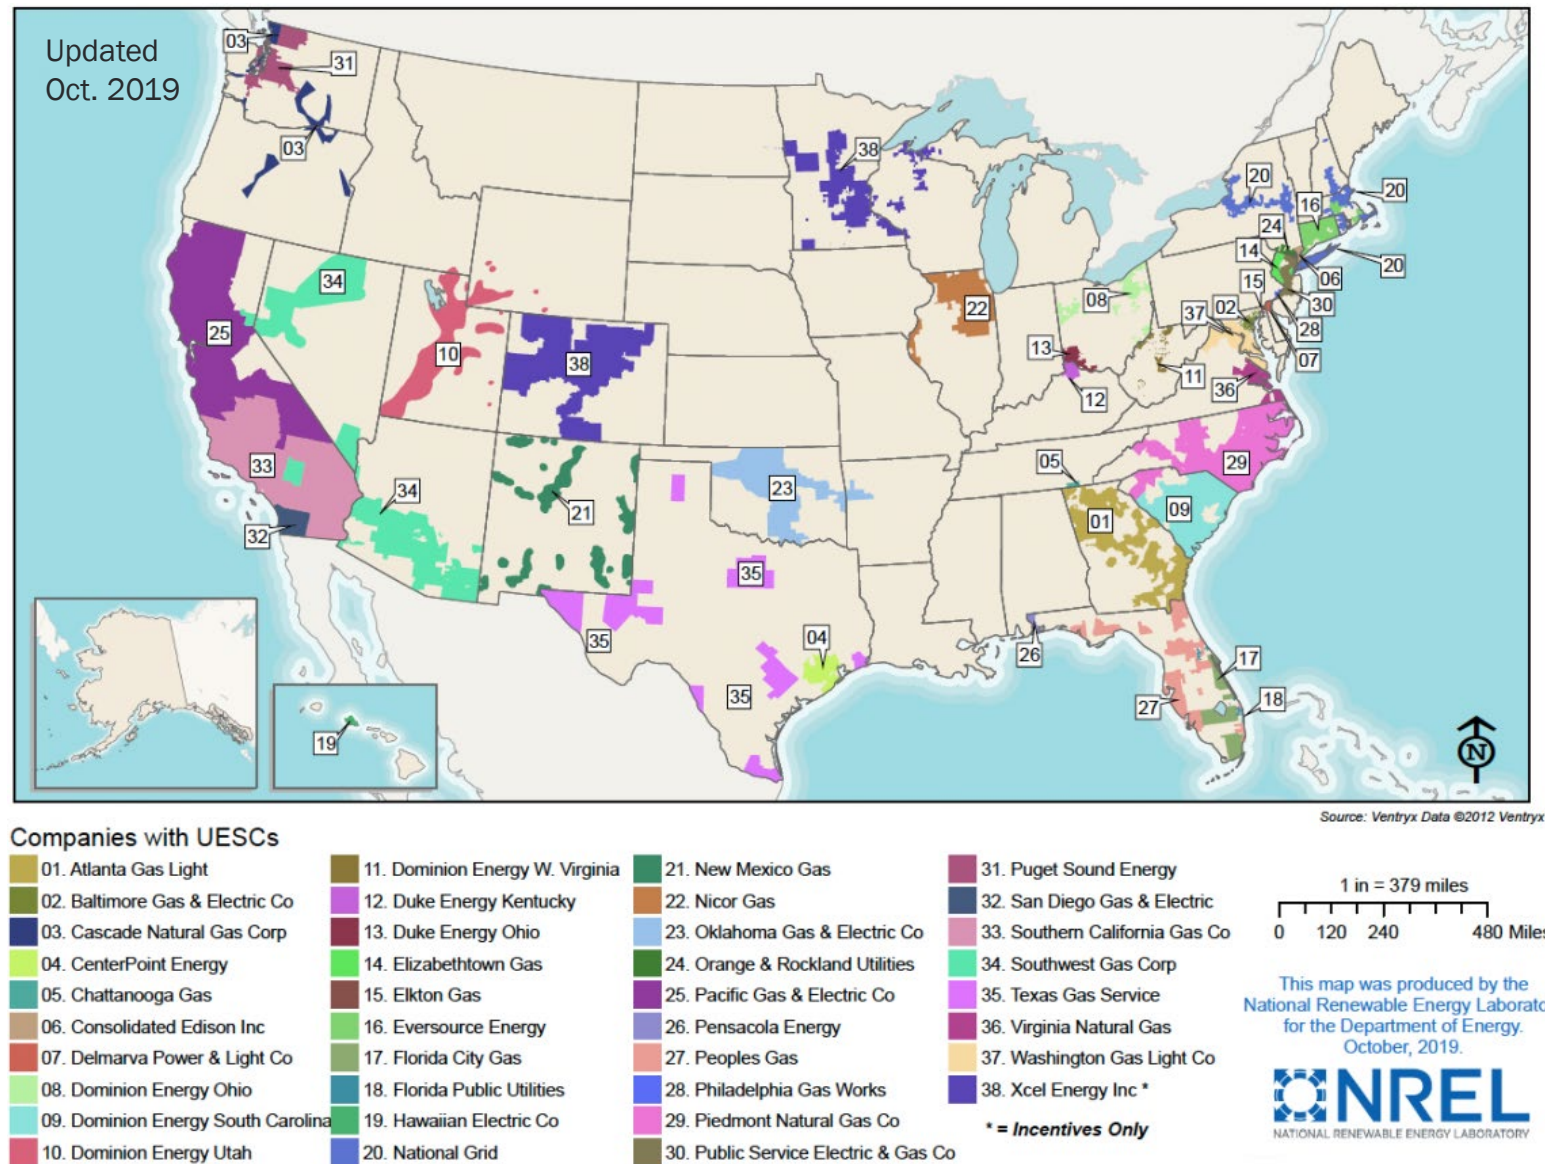 Updated
Oct. 2019
03
31
03
38
20
20
16
24
14
20
06
15
02
30
37
28
07
08
22
13
11
12
36
34
25
10
38
33
34
32
21
23
05
29
09
01
35
35
04
26
17
27
18
35
19
N
Source: Ventryx Data ©2012 Ventryx
Companies with UESCs
01. Atlanta Gas Light
02. Baltimore Gas & Electric Co
03. Cascade Natural Gas Corp
04. CenterPoint Energy
05. Chattanooga Gas
06. Consolidated Edison Inc
07. Delmarva Power & Light Co
08. Dominion Energy Ohio
09. Dominion Energy South Carolina
10. Dominion Energy Utah
11. Dominion Energy W. Virginia
12. Duke Energy Kentucky
13. Duke Energy Ohio
14. Elizabethtown Gas
15. Elkton Gas
16. Eversource Energy
17. Florida City Gas
18. Florida Public Utilities
19. Hawaiian Electric Co
20. National Grid
21. New Mexico Gas
22. Nicor Gas
23. Oklahoma Gas & Electric Co
24. Orange & Rockland Utilities
25. Pacific Gas & Electric Co
26. Pensacola Energy
27. Peoples Gas
28. Philadelphia Gas Works
29. Piedmont Natural Gas Co
30. Public Service Electric & Gas Co
31. Puget Sound Energy
32. San Diego Gas & Electric
33. Southern California Gas Co
34. Southwest Gas Corp
35. Texas Gas Service
36. Virginia Natural Gas
37. Washington Gas Light Co
38. Xcel Energy Inc *
* = Incentives Only
1 in = 379 miles
0 120 240 480 Miles
This map was produced by the
National Renewable Energy Laborato
for the Department of Energy.
October, 2019.
NREL
NATIONAL RENEWABLE ENERGY LABORATORY